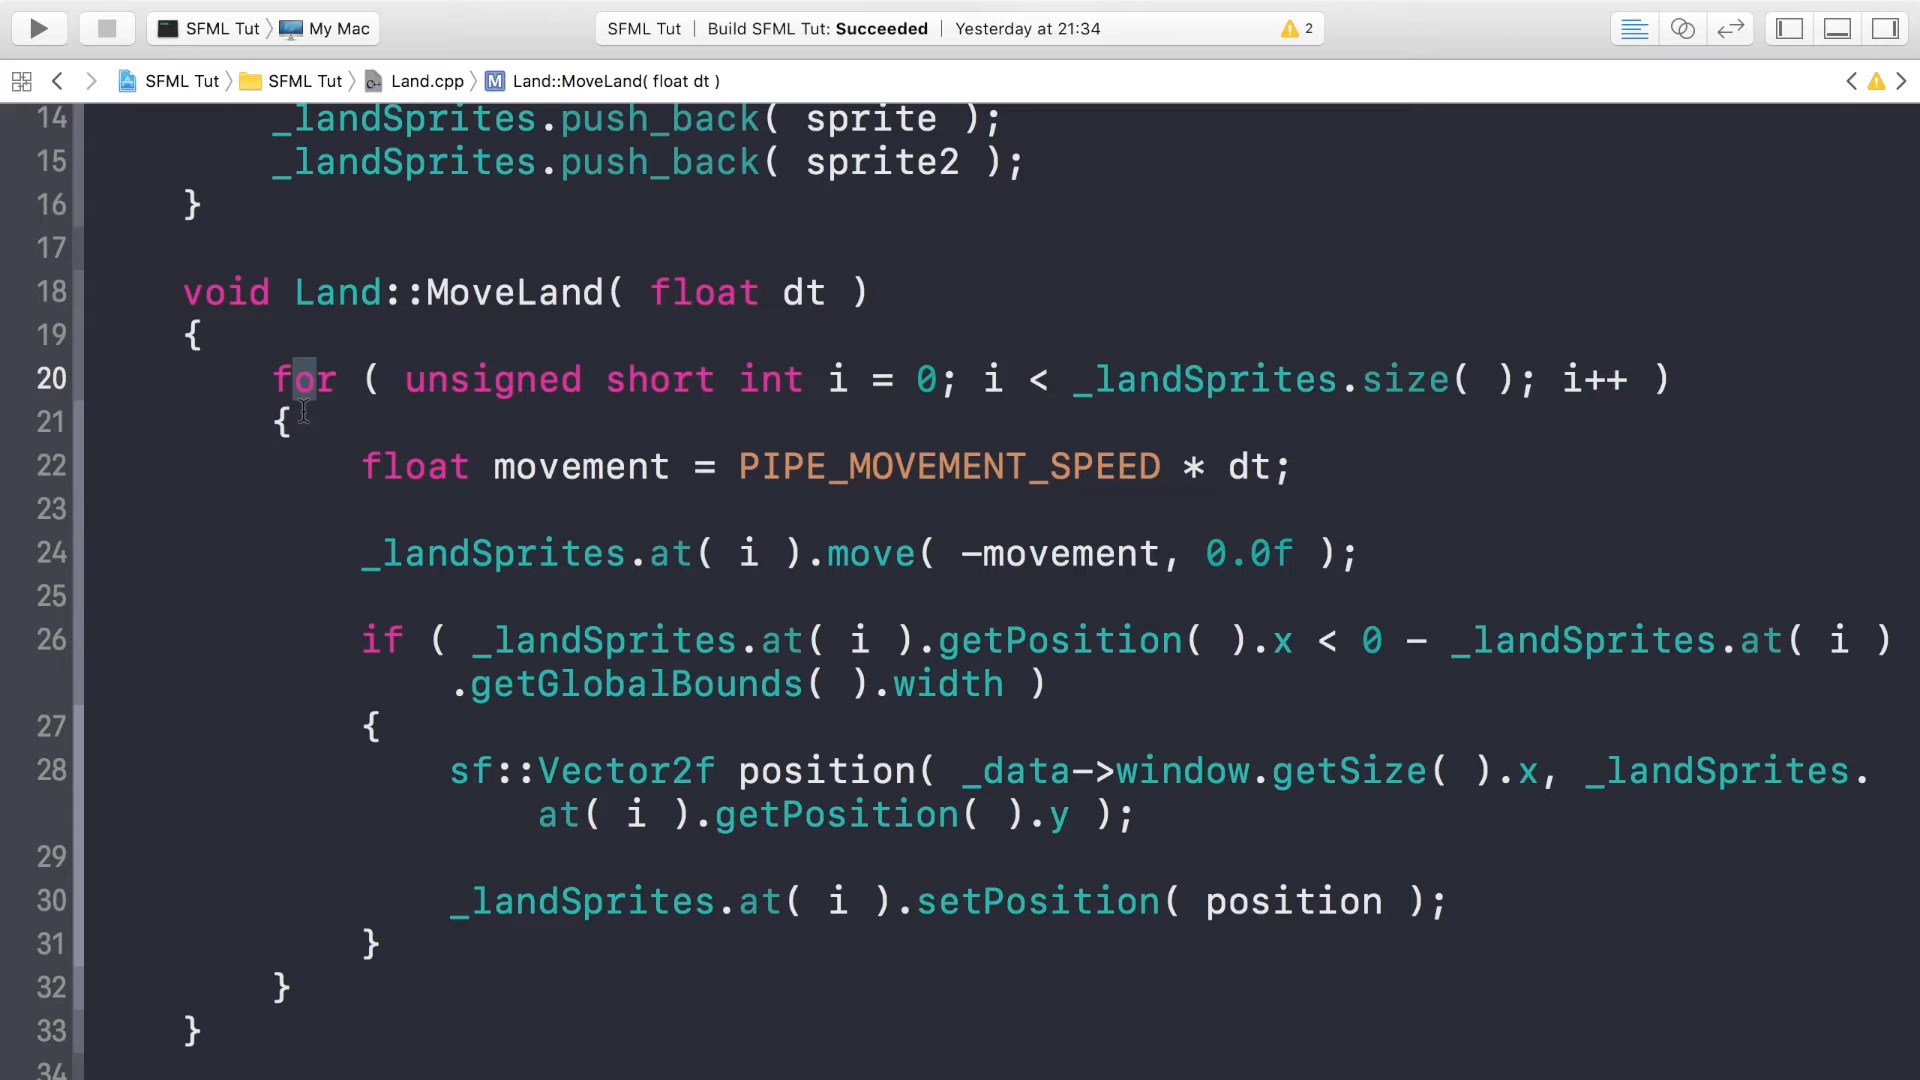 SFML Tut My Mac SFML Tut | Build SFML Tut: Succeeded | Yesterday at 21:34 2
SFML Tut SFML Tut Land.cpp M Land::MoveLand( float dt )
14 _landSprites.push_back( sprite );
15 _landSprites.push_back( sprite2 );
16 }
17
18 void Land::MoveLand( float dt )
19 {
20 for ( unsigned short int i = 0; i < _landSprites.size( ); i++ )
21 {
22 float movement = PIPE_MOVEMENT_SPEED * dt;
23
24 _landSprites.at( i ).move( -movement, 0.0f );
25
26 if ( _landSprites.at( i ).getPosition( ).x < 0 - _landSprites.at( i )
.getGlobalBounds( ).width )
27 {
28 sf::Vector2f position( _data->window.getSize( ).x, _landSprites.
at( i ).getPosition( ).y );
29
30 _landSprites.at( i ).setPosition( position );
31 }
32 }
33 }
34